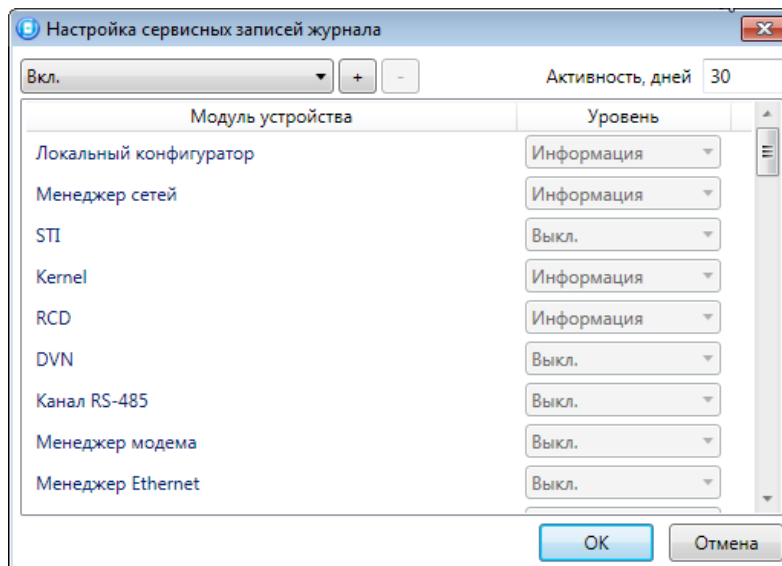 Настройка сервисных записей журнала
Вкл. + - Активность, дней 30
Модуль устройства Уровень
Локальный конфигуратор Информация
Менеджер сетей Информация
STI Выкл.
Kernel Информация
RCD Информация
DVN Выкл.
Канал RS-485 Выкл.
Менеджер модема Выкл.
Менеджер Ethernet Выкл.
OK Отмена